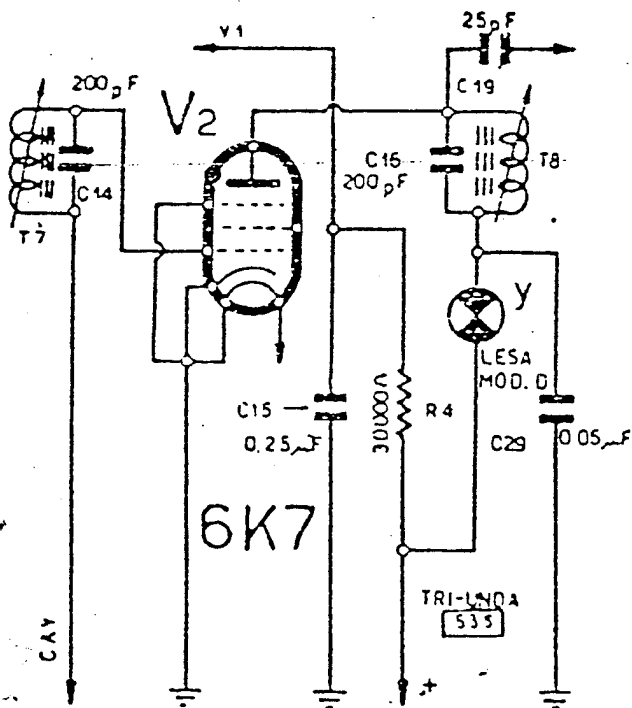 25pF
V1
C19
200pF
V2
C14
T7
C16
200pF
T8
y
LESA
MOD. D
C15
0.25µF
30000Ω
R4
C29
0.05µF
6K7
TRI-UNDA
535
CAV
+